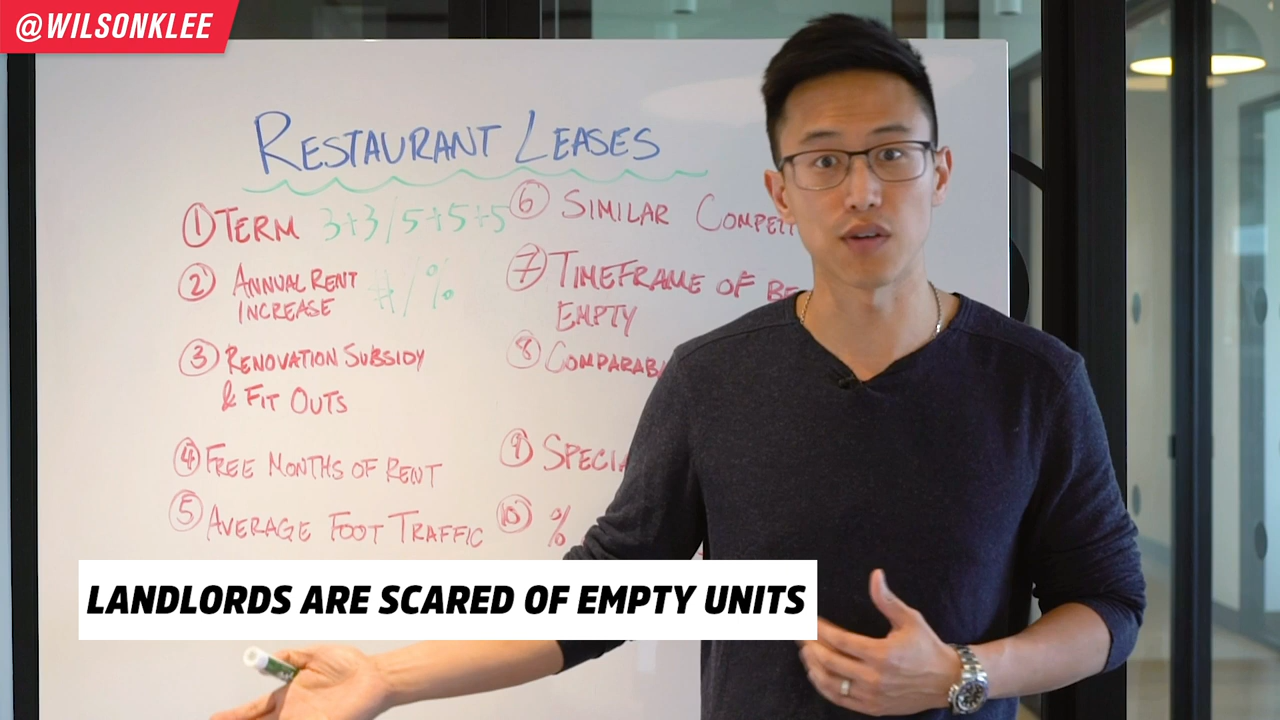 @WILSONKLEE
RESTAURANT LEASES
① TERM 3+3/5+5+5
② ANNUAL RENT
INCREASE #/%
③ RENOVATION SUBSIDY
& FIT OUTS
④ FREE MONTHS OF RENT
⑤ AVERAGE FOOT TRAFFIC
⑥ SIMILAR
⑦ TIMEFRAME OF
EMPTY
⑧
⑨
⑩ %
LANDLORDS ARE SCARED OF EMPTY UNITS